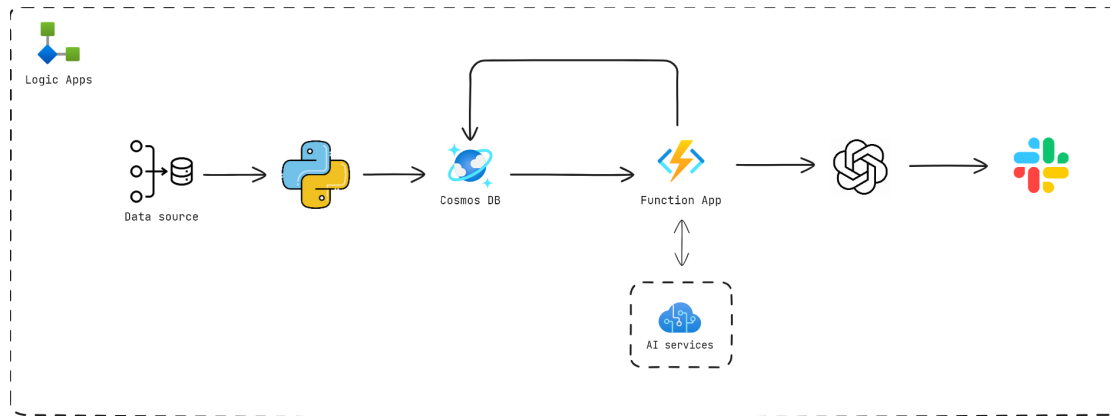 Logic Apps
Data source
Cosmos DB
Function App
AI services